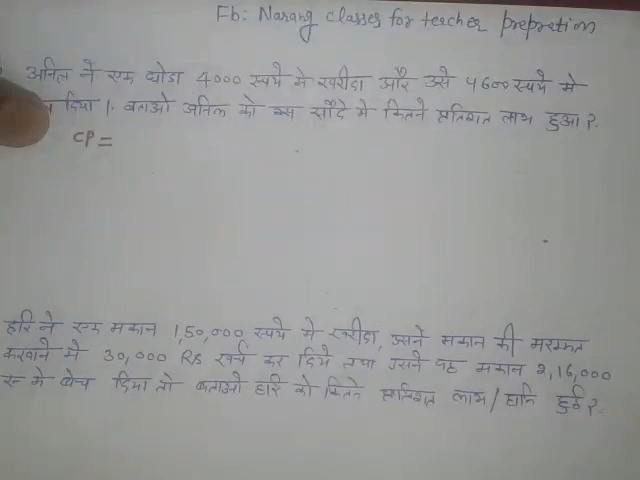 Fb: Narang classes for teacher prepretion
अनिल ने एक घोडा 4000 रुपये मे खरीदा और उसे 4600 रुपये मे
दिया। बताओ अनिल को इस सौदे मे कितने प्रतिशत लाभ हुआ?
CP =
हरि ने एक मकान 1,50,000 रुपये मे खरीदा, उसने मकान की मरम्मत
करवाने मे 30,000 Rs खर्च कर दिये तथा उसने यह मकान 2,16,000
रु मे बेच दिया तो बताओ हरि को कितने प्रतिशत लाभ/हानि हुई?